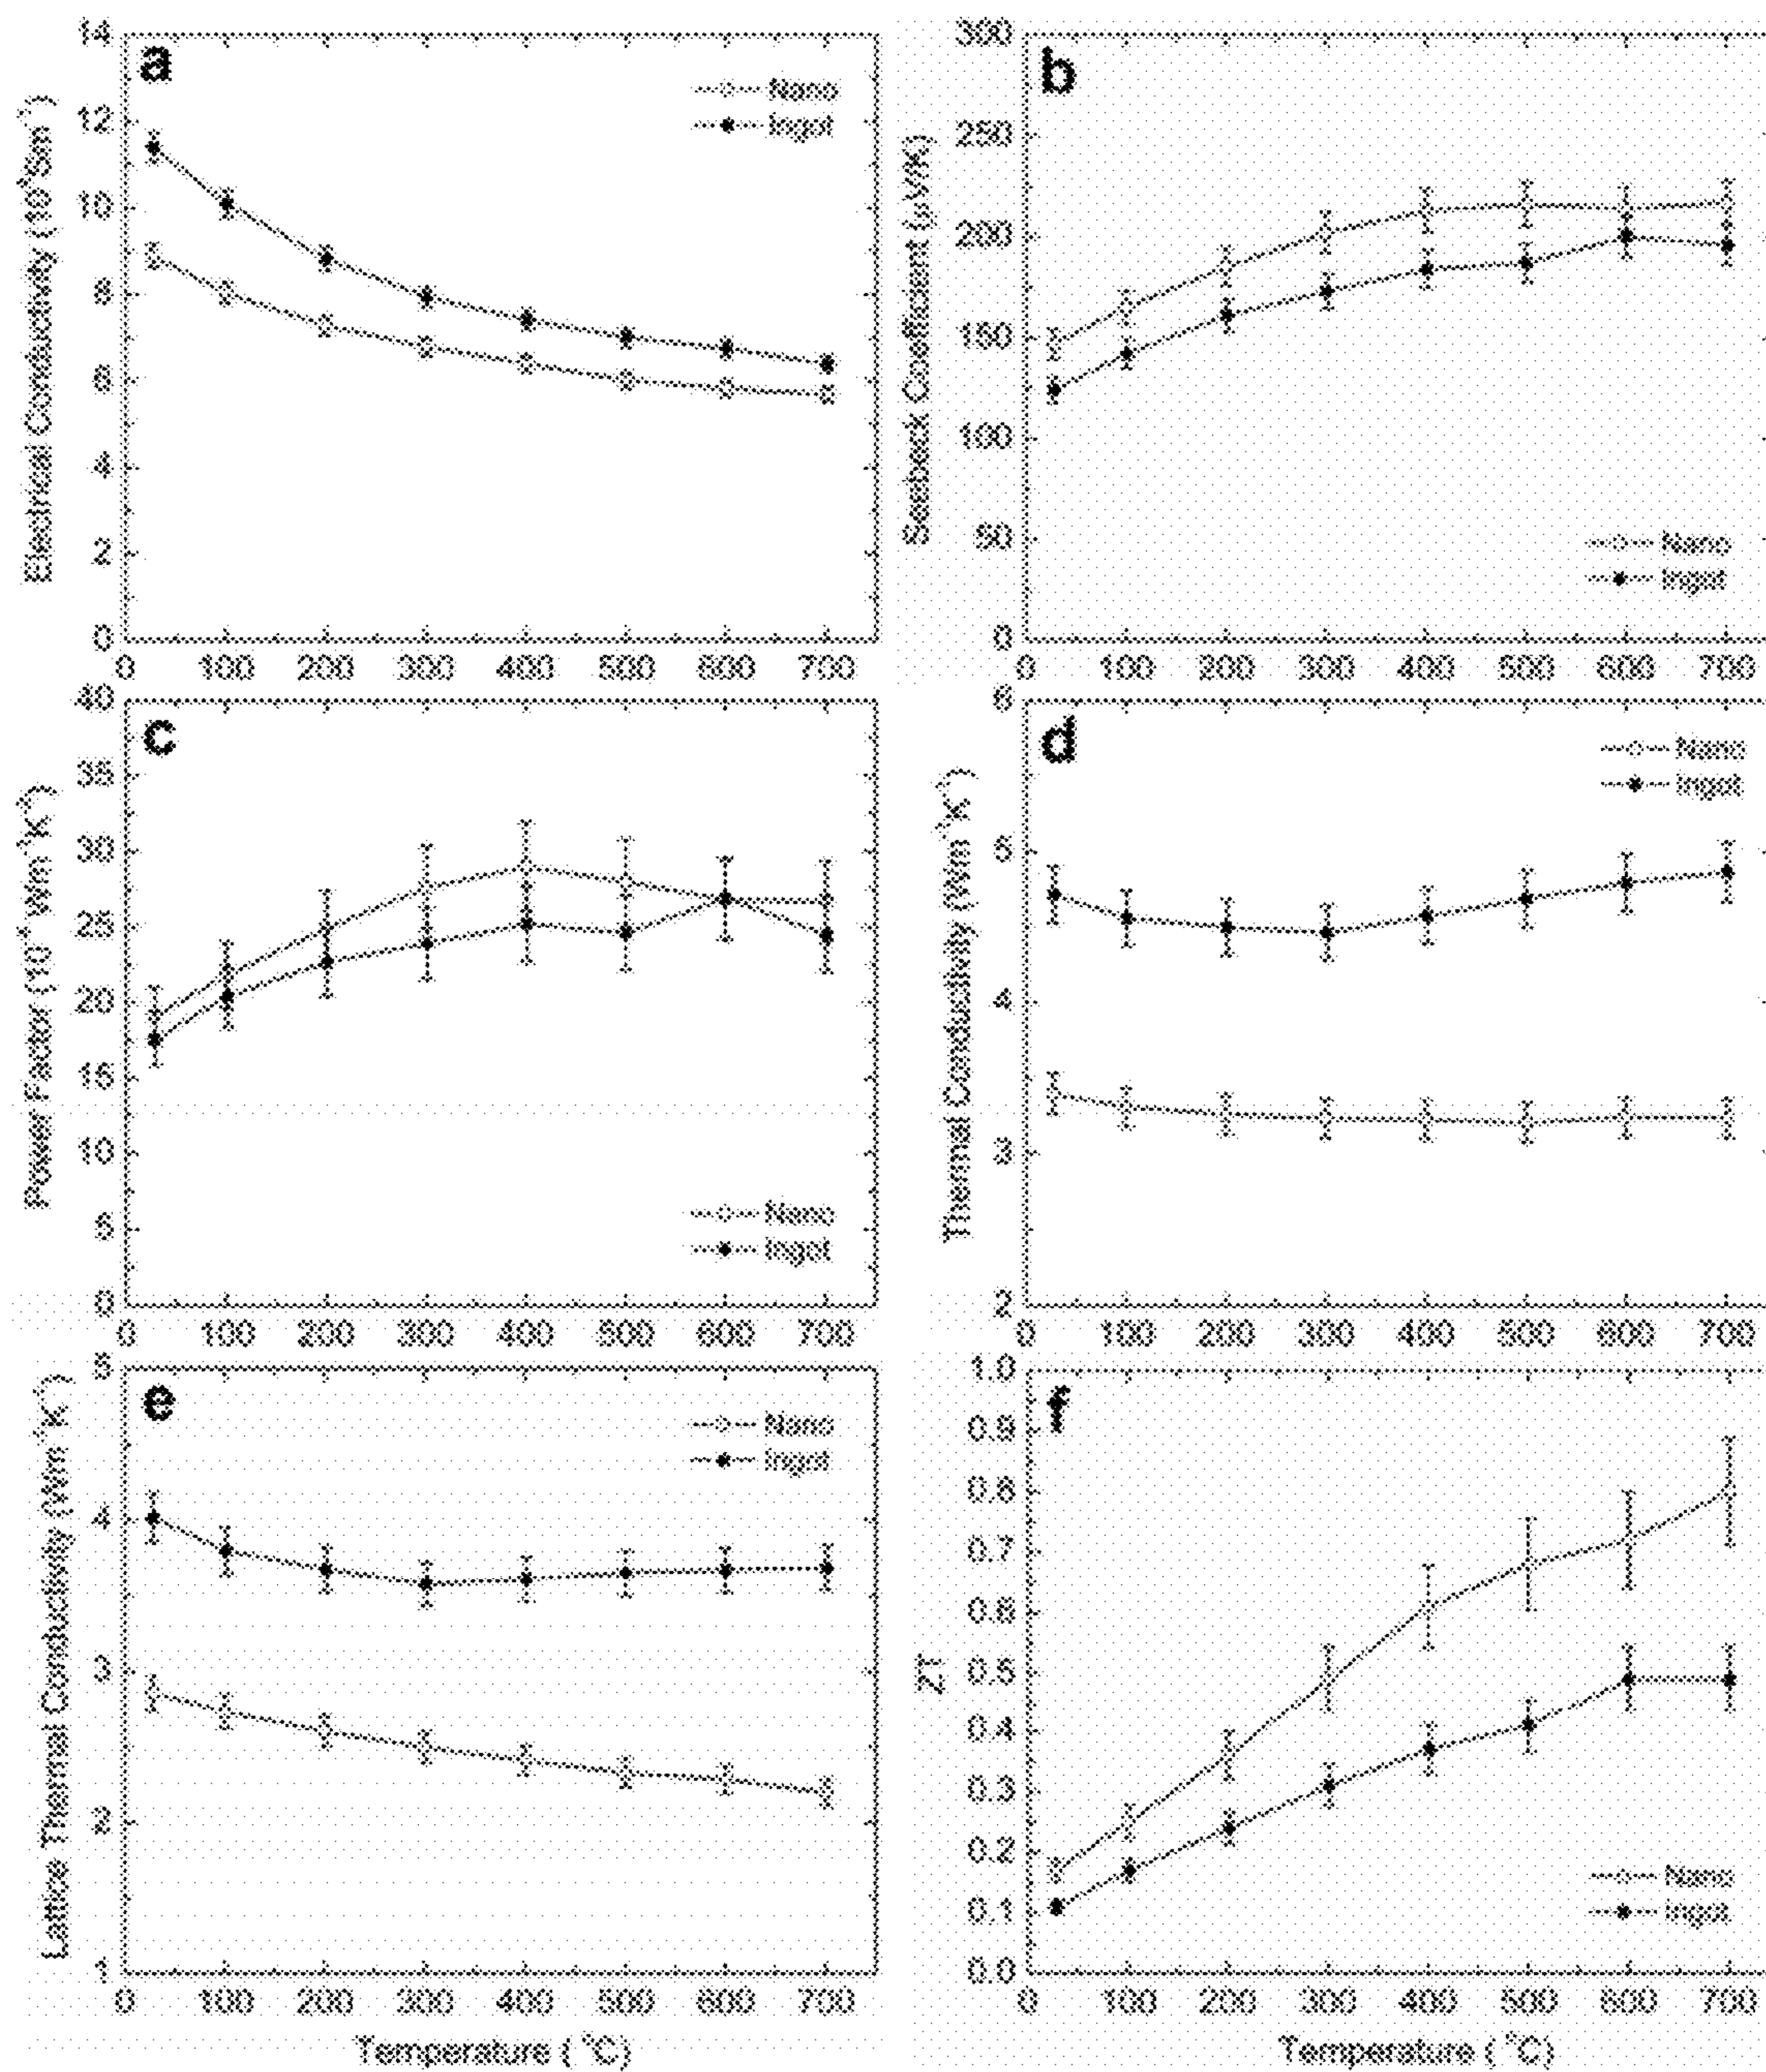 a
Nano
Ingot
Electrical Conductivity (10⁴Sm⁻¹)
14
12
10
8
6
4
2
0
0 100 200 300 400 500 600 700
b
Nano
Ingot
Seebeck Coefficient (μV/K)
300
250
200
150
100
50
0
0 100 200 300 400 500 600 700
c
Nano
Ingot
Power Factor (10⁻⁴ Wm⁻¹K⁻²)
40
35
30
25
20
15
10
5
0
0 100 200 300 400 500 600 700
d
Nano
Ingot
Thermal Conductivity (Wm⁻¹K⁻¹)
6
5
4
3
2
0 100 200 300 400 500 600 700
e
Nano
Ingot
Lattice Thermal Conductivity (Wm⁻¹K⁻¹)
5
4
3
2
1
0 100 200 300 400 500 600 700
Temperature ( °C)
f
Nano
Ingot
ZT
1.0
0.9
0.8
0.7
0.6
0.5
0.4
0.3
0.2
0.1
0.0
0 100 200 300 400 500 600 700
Temperature ( °C)